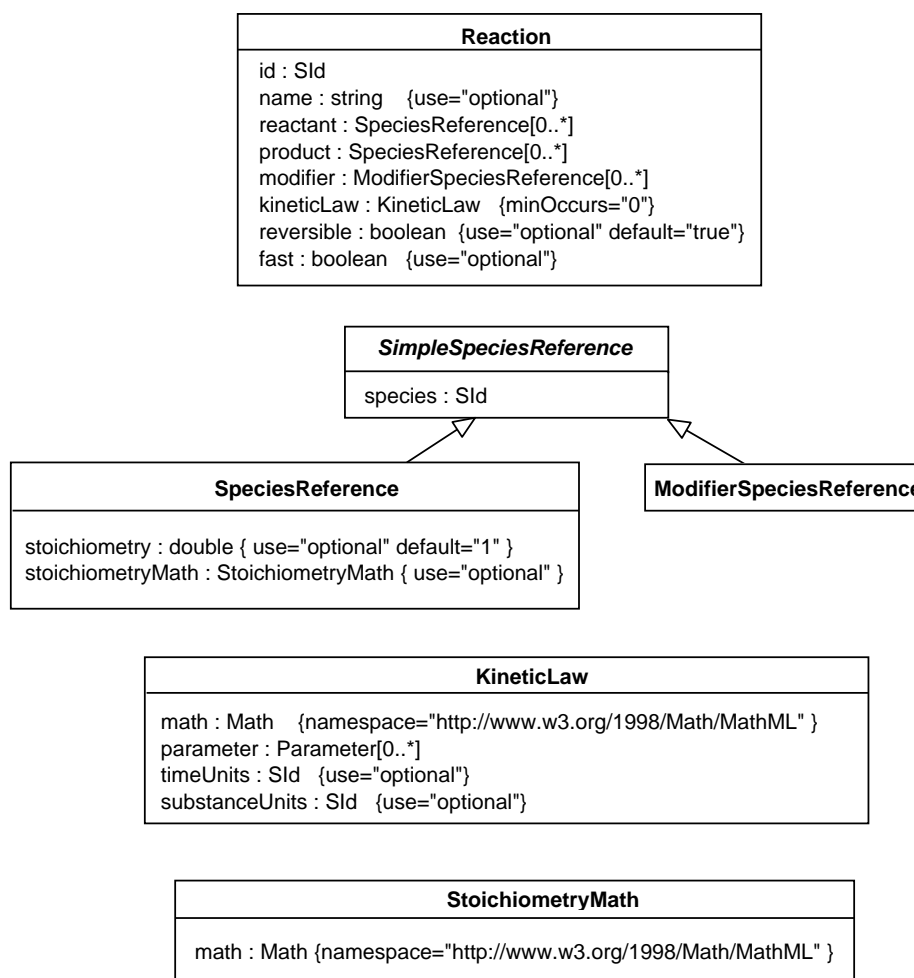 Reaction
id : SId
name : string {use="optional"}
reactant : SpeciesReference[0..*]
product : SpeciesReference[0..*]
modifier : ModifierSpeciesReference[0..*]
kineticLaw : KineticLaw {minOccurs="0"}
reversible : boolean {use="optional" default="true"}
fast : boolean {use="optional"}
SimpleSpeciesReference
species : SId
SpeciesReference
stoichiometry : double { use="optional" default="1" }
stoichiometryMath : StoichiometryMath { use="optional" }
ModifierSpeciesReference
KineticLaw
math : Math {namespace="http://www.w3.org/1998/Math/MathML" }
parameter : Parameter[0..*]
timeUnits : SId {use="optional"}
substanceUnits : SId {use="optional"}
StoichiometryMath
math : Math {namespace="http://www.w3.org/1998/Math/MathML" }